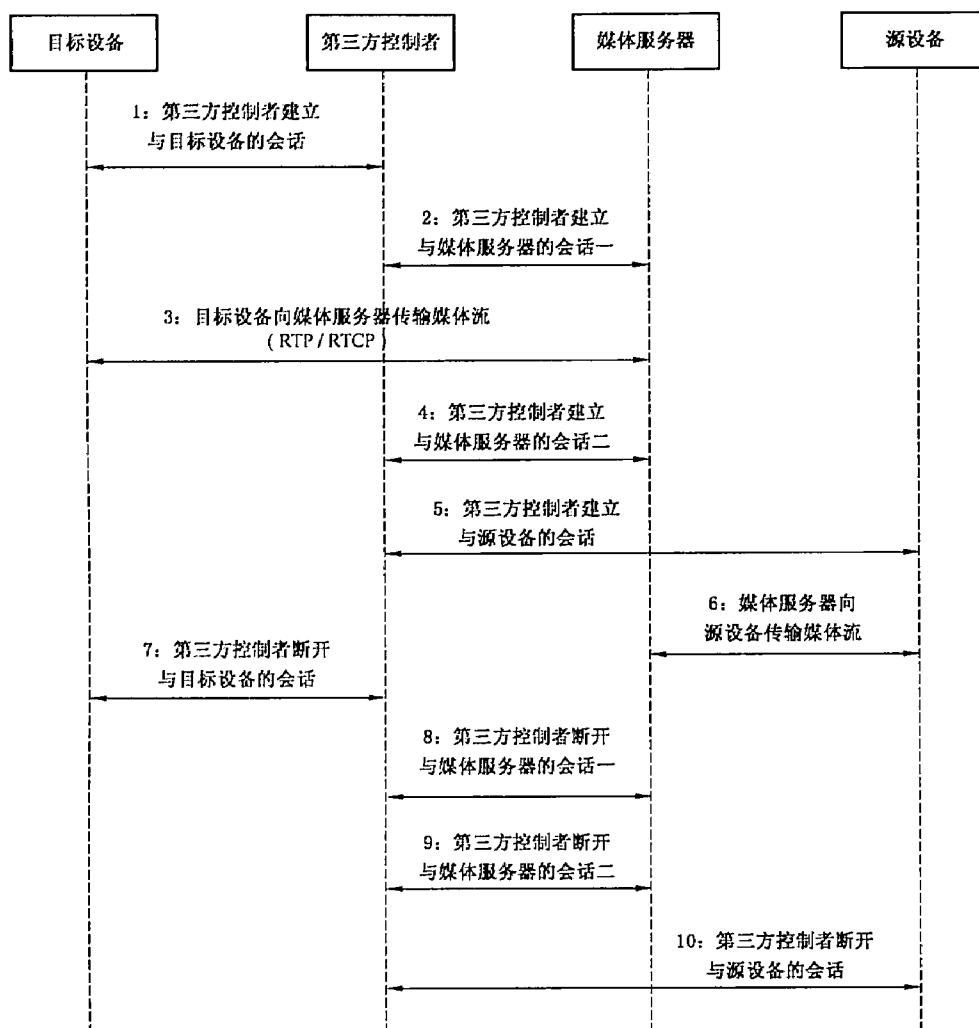 目标设备
第三方控制者
媒体服务器
源设备
1：第三方控制者建立
与目标设备的会话
2：第三方控制者建立
与媒体服务器的会话一
3：目标设备向媒体服务器传输媒体流
(RTP/RTCP)
4：第三方控制者建立
与媒体服务器的会话二
5：第三方控制者建立
与源设备的会话
6：媒体服务器向
源设备传输媒体流
7：第三方控制者断开
与目标设备的会话
8：第三方控制者断开
与媒体服务器的会话一
9：第三方控制者断开
与媒体服务器的会话二
10：第三方控制者断开
与源设备的会话